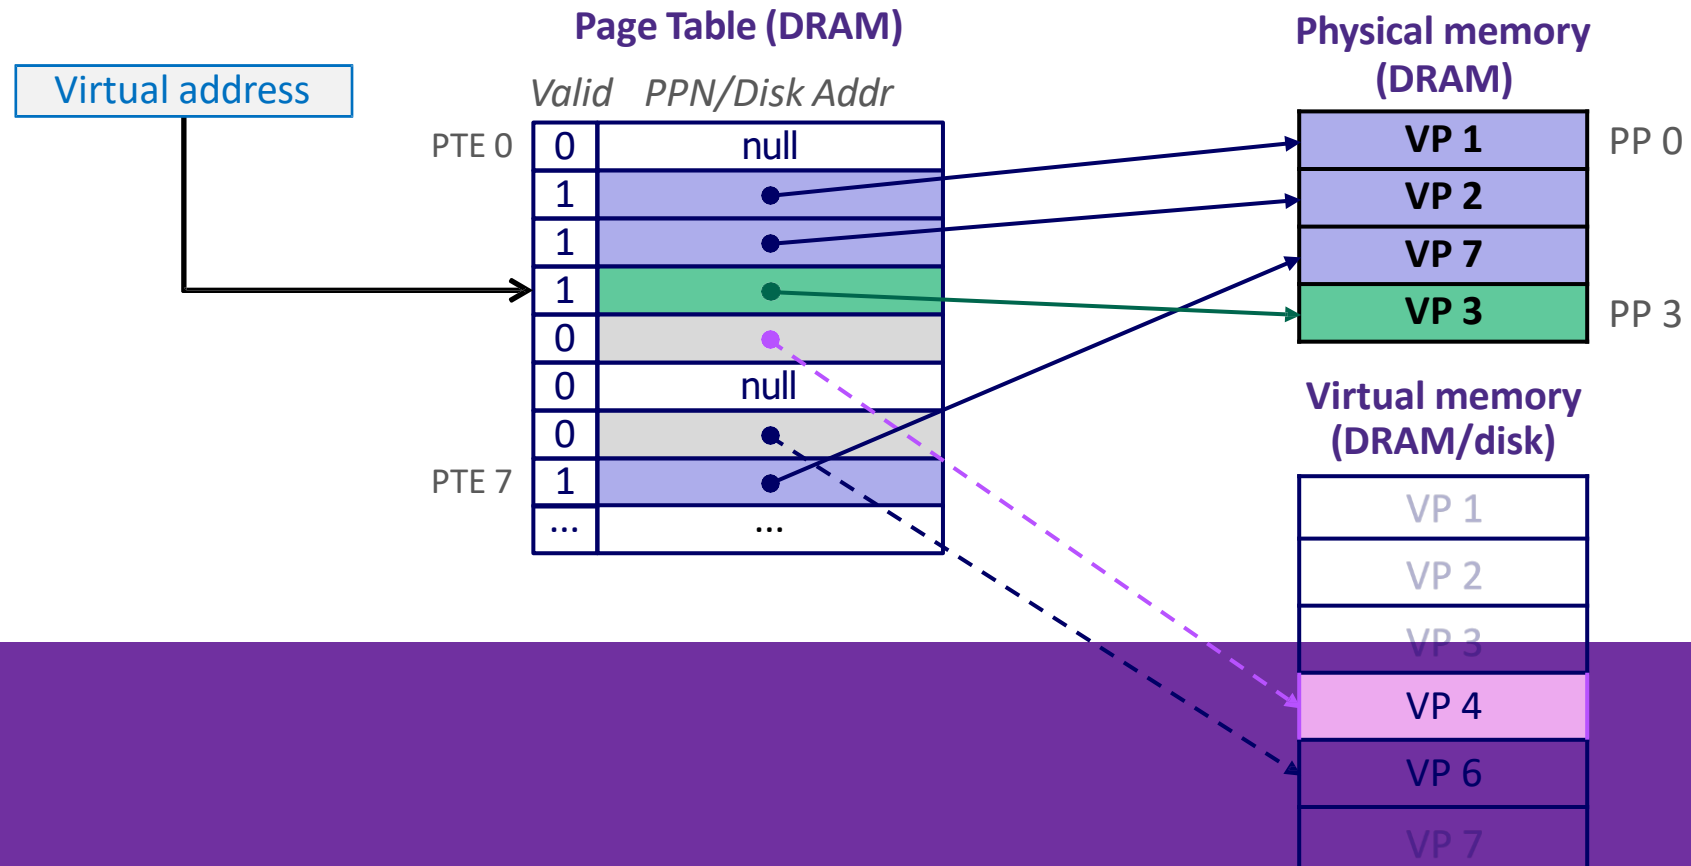 Page Table (DRAM)
Physical memory
(DRAM)
Virtual address
Valid PPN/Disk Addr
PTE 0 0 null
1
1
1
0
0 null
0
PTE 7 1
... ...
VP 1 PP 0
VP 2
VP 7
VP 3 PP 3
Virtual memory
(DRAM/disk)
VP 1
VP 2
VP 3
VP 4
VP 6
VP 7